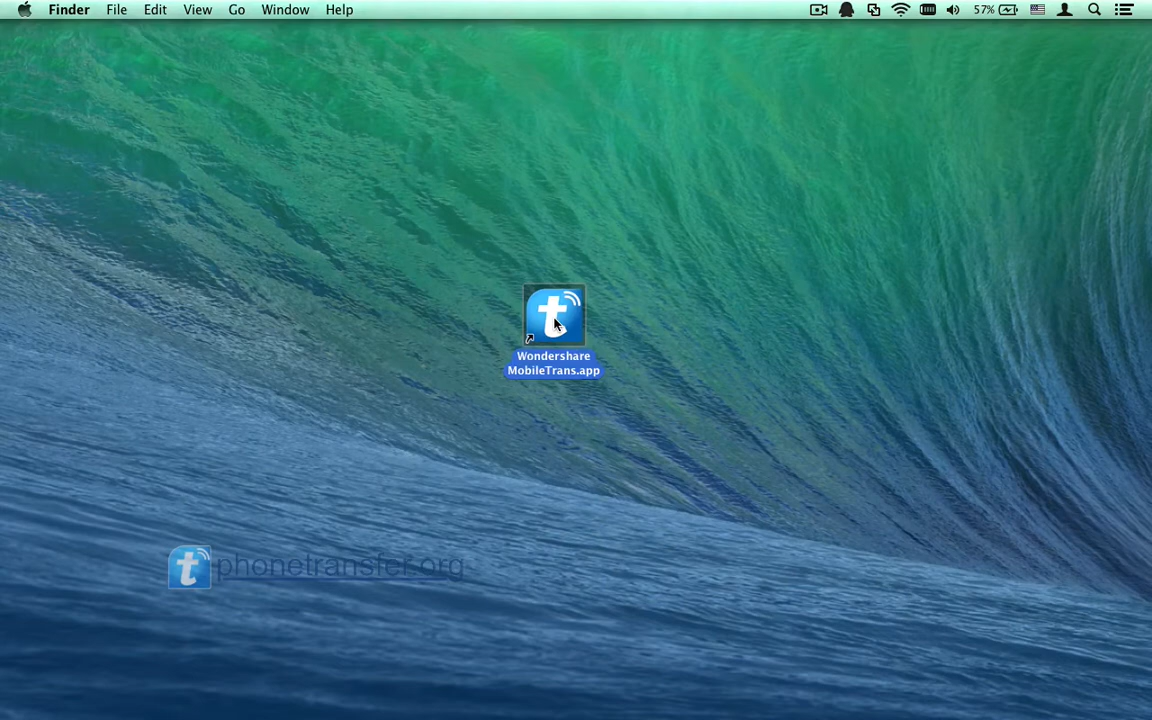 Finder File Edit View Go Window Help 57%
Wondershare
MobileTrans.app
phonetransfer.org